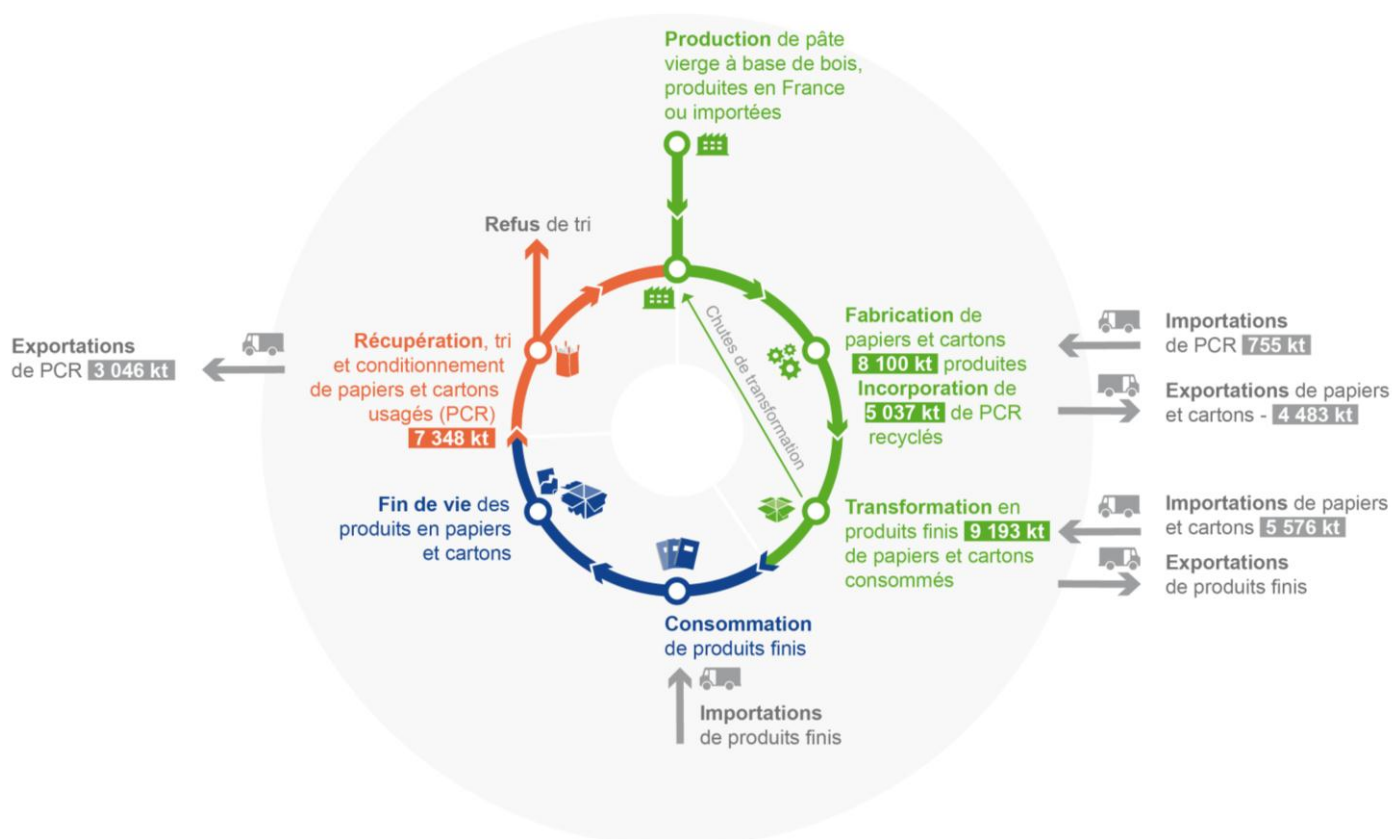 Production de pâte
vierge à base de bois,
produites en France
ou importées
Refus de tri
Exportations
de PCR 3 046 kt
Récupération, tri
et conditionnement
de papiers et cartons
usagés (PCR)
7 348 kt
Chutes de transformation
Fabrication de
papiers et cartons
8 100 kt produites
Incorporation de
5 037 kt de PCR
recyclés
Importations
de PCR 755 kt
Exportations de papiers
et cartons - 4 483 kt
Fin de vie des
produits en papiers
et cartons
Transformation en
produits finis 9 193 kt
de papiers et cartons
consommés
Importations de papiers
et cartons 5 576 kt
Exportations
de produits finis
Consommation
de produits finis
Importations
de produits finis